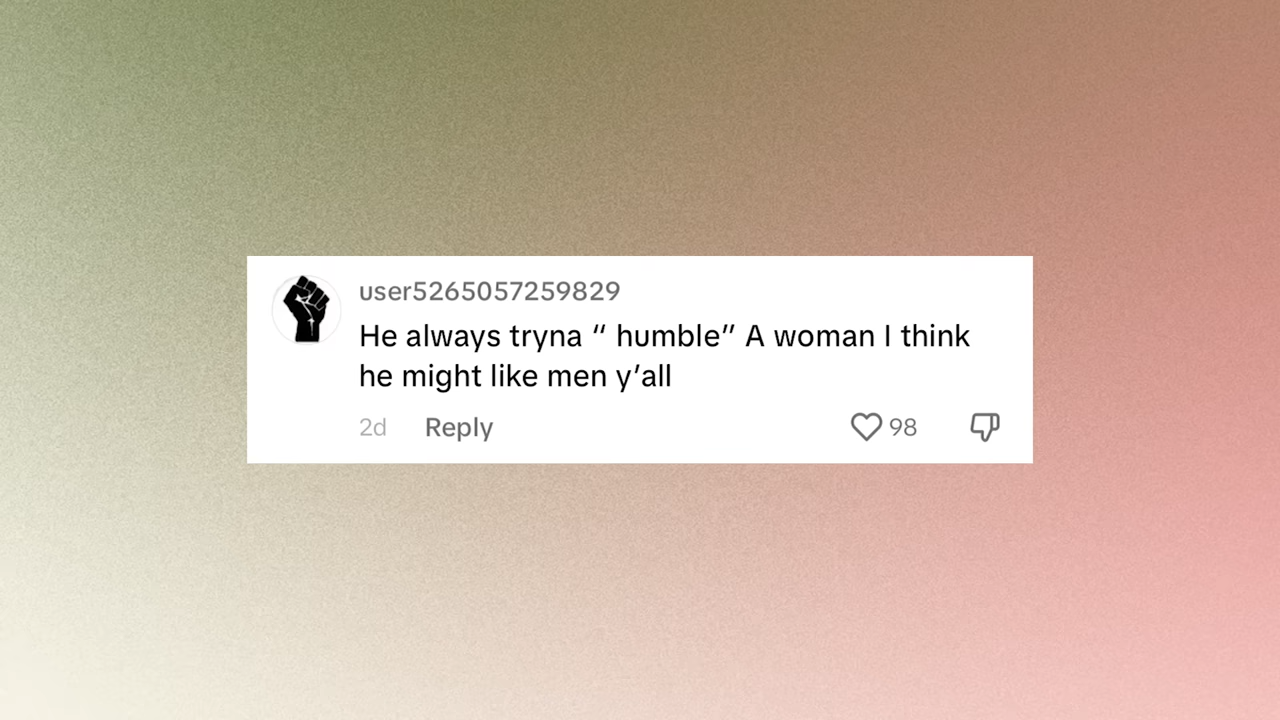 user5265057259829
He always tryna “ humble” A woman I think
he might like men y’all
2d Reply 98